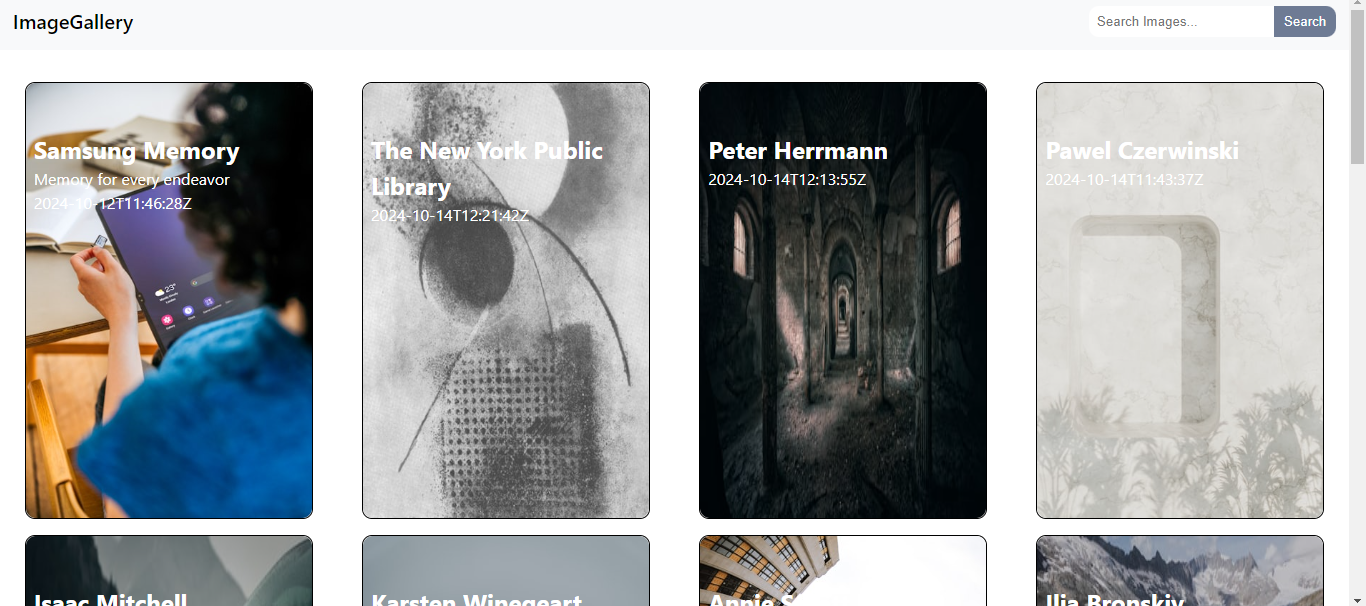 ImageGallery
Search Images...
Search
Samsung Memory
Memory for every endeavor
2024-10-12T11:46:28Z
The New York Public
Library
2024-10-14T12:21:42Z
Peter Herrmann
2024-10-14T12:13:55Z
Pawel Czerwinski
2024-10-14T11:43:37Z
23°
Isaac Mitchell
Karsten Winegeart
Annie
Ilia Bronskiy